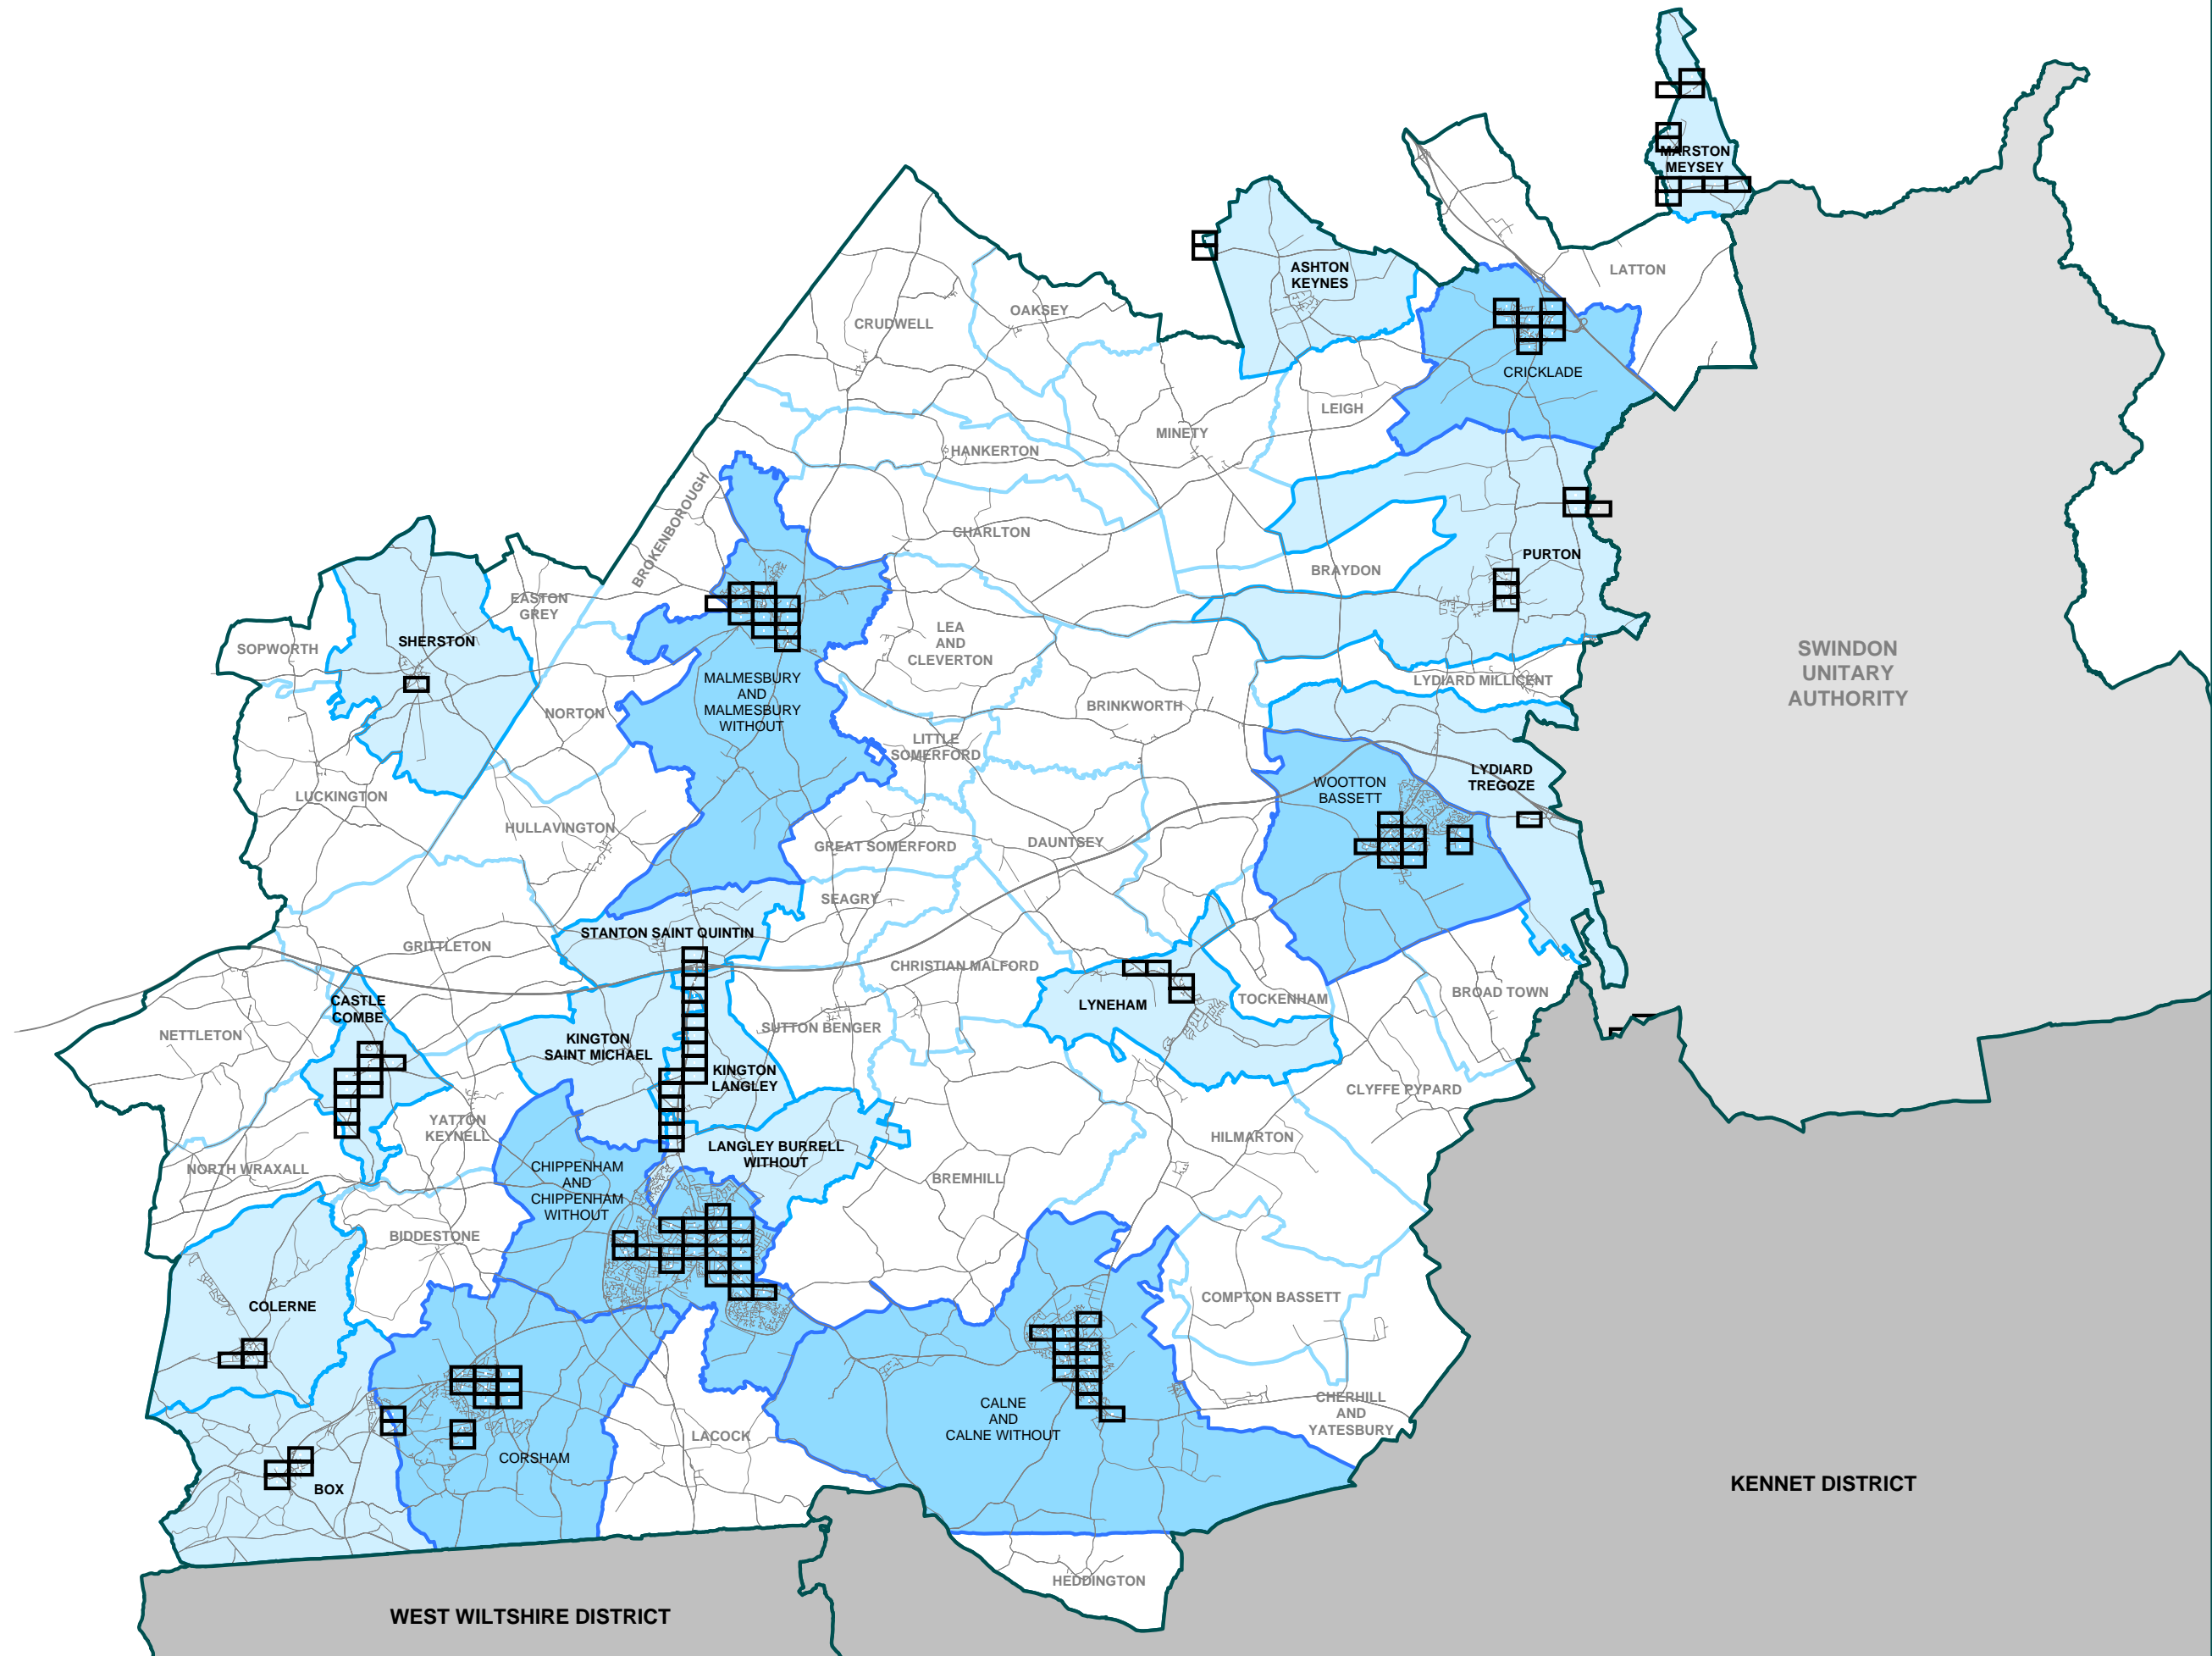 MARSTON
MEYSEY
LATTON
ASHTON
KEYNES
OAKSEY
CRUDWELL
CRICKLADE
LEIGH
MINETY
HANKERTON
BROKENBOROUGH
CHARLTON
PURTON
BRAYDON
EASTON
GREY
SHERSTON
SOPWORTH
LEA
AND
CLEVERTON
SWINDON
UNITARY
AUTHORITY
LYDIARD MILLICENT
MALMESBURY
AND
MALMESBURY
WITHOUT
NORTON
BRINKWORTH
LITTLE
SOMERFORD
LYDIARD
TREGOZE
WOOTTON
BASSETT
LUCKINGTON
HULLAVINGTON
GREAT SOMERFORD
DAUNTSEY
SEAGRY
STANTON SAINT QUINTIN
GRITTLETON
CHRISTIAN MALFORD
BROAD TOWN
TOCKENHAM
LYNEHAM
CASTLE
COMBE
NETTLETON
SUTTON BENGER
KINGTON
SAINT MICHAEL
KINGTON
LANGLEY
CLYFFE PYPARD
YATTON
KEYNELL
HILMARTON
LANGLEY BURRELL
WITHOUT
NORTH WRAXALL
CHIPPENHAM
AND
CHIPPENHAM
WITHOUT
BREMHILL
BIDDESTONE
COMPTON BASSETT
COLERNE
CALNE
AND
CALNE WITHOUT
CHERHILL
AND
YATESBURY
LACOCK
CORSHAM
BOX
KENNET DISTRICT
HEDDINGTON
WEST WILTSHIRE DISTRICT